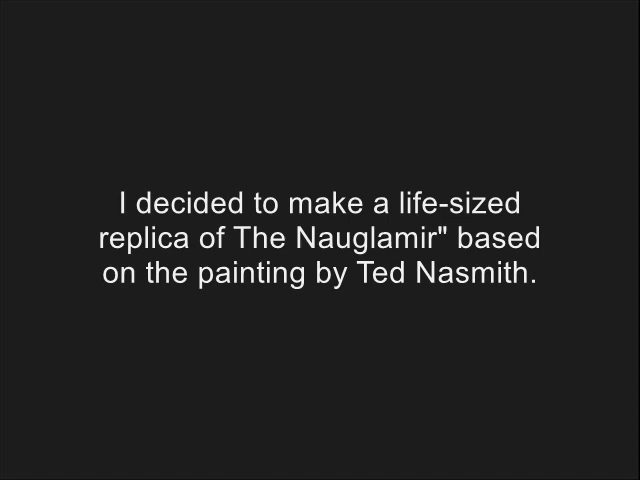 I decided to make a life-sized
replica of The Nauglamir" based
on the painting by Ted Nasmith.